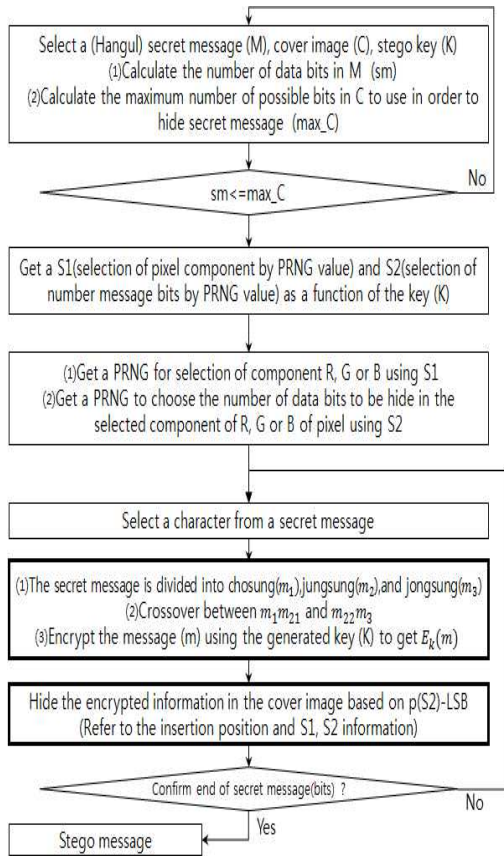 Select a (Hangul) secret message (M), cover image (C), stego key (K)
(1)Calculate the number of data bits in M (sm)
(2)Calculate the maximum number of possible bits in C to use in order to
hide secret message (max_C)
No
sm<=max_C
Get a S1(selection of pixel component by PRNG value) and S2(selection of
number message bits by PRNG value) as a function of the key (K)
(1)Get a PRNG for selection of component R, G or B using S1
(2)Get a PRNG to choose the number of data bits to be hide in the
selected component of R, G or B of pixel using S2
Select a character from a secret message
(1)The secret message is divided into chosung(m₁),jungsung(m₂),and jongsung(m₃)
(2)Crossover between m₁m₂₁ and m₂₂m₃
(3)Encrypt the message (m) using the generated key (K) to get Eₖ(m)
Hide the encrypted information in the cover image based on p(S2)-LSB
(Refer to the insertion position and S1, S2 information)
Confirm end of secret message(bits) ?
No
Yes
Stego message